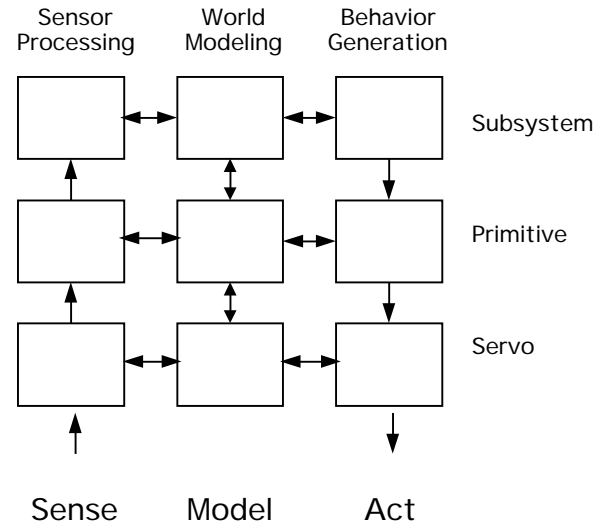 Sensor
Processing
World
Modeling
Behavior
Generation
Subsystem
Primitive
Servo
Sense
Model
Act